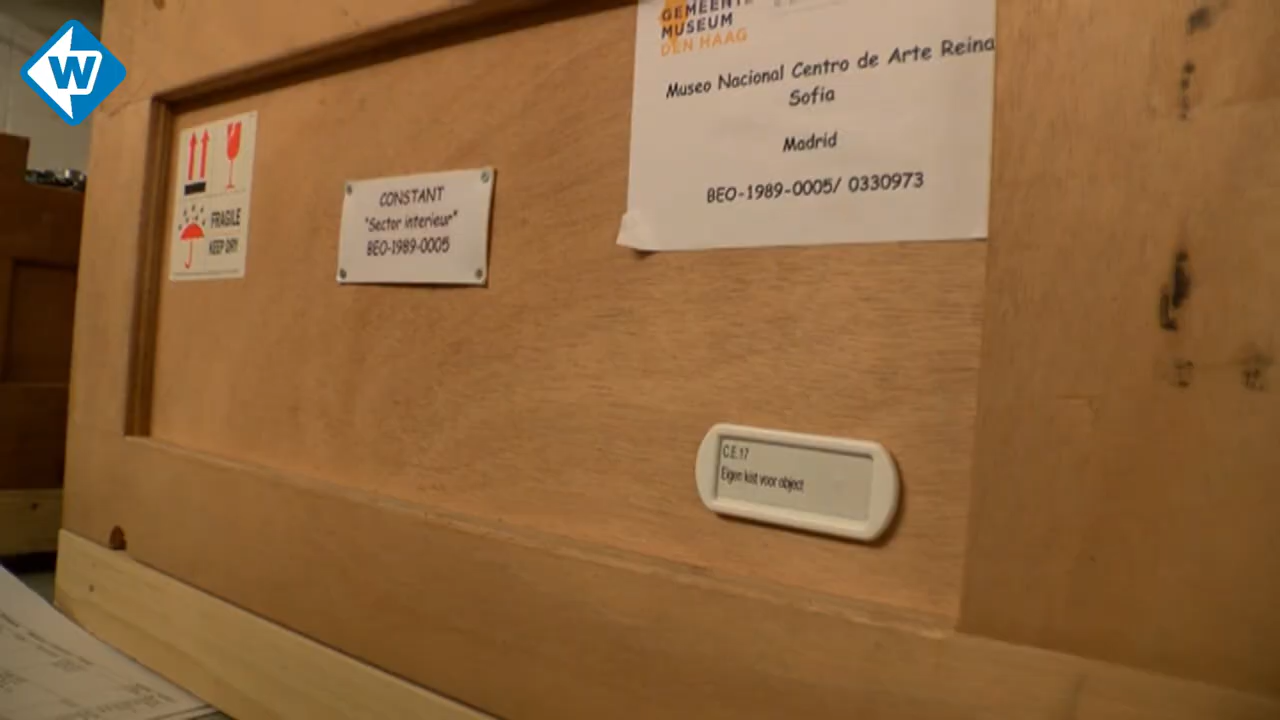 W
GEMEENTE
MUSEUM
DEN HAAG
Museo Nacional Centro de Arte Reina
Sofia
Madrid
BEO-1989-0005/ 0330973
CONSTANT
"Sector interieur"
BEO-1989-0005
FRAGILE
KEEP DRY
C.E.17
Eigen kist voor object